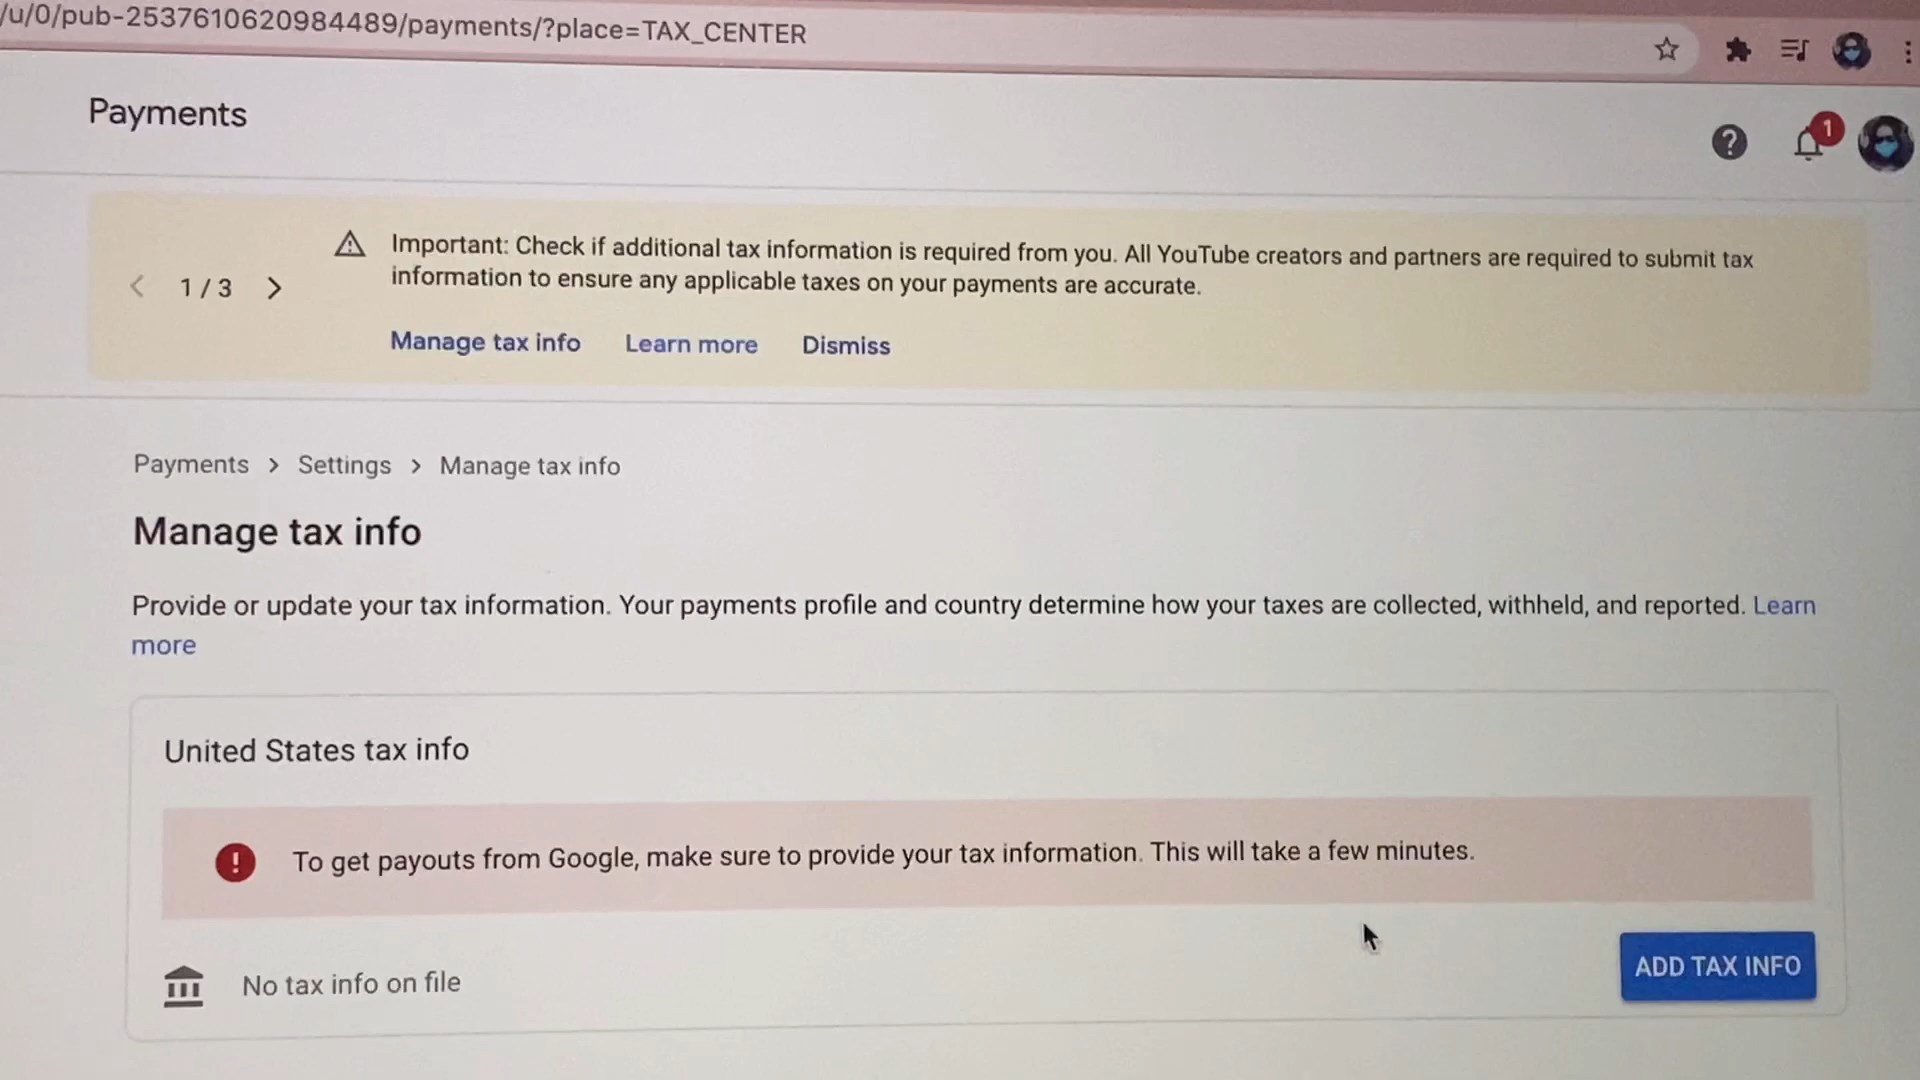 /u/0/pub-2537610620984489/payments/?place=TAX_CENTER
Payments
1
Important: Check if additional tax information is required from you. All YouTube creators and partners are required to submit tax
1 / 3
information to ensure any applicable taxes on your payments are accurate.
Manage tax info Learn more Dismiss
Payments > Settings > Manage tax info
Manage tax info
Provide or update your tax information. Your payments profile and country determine how your taxes are collected, withheld, and reported. Learn
more
United States tax info
To get payouts from Google, make sure to provide your tax information. This will take a few minutes.
No tax info on file
ADD TAX INFO